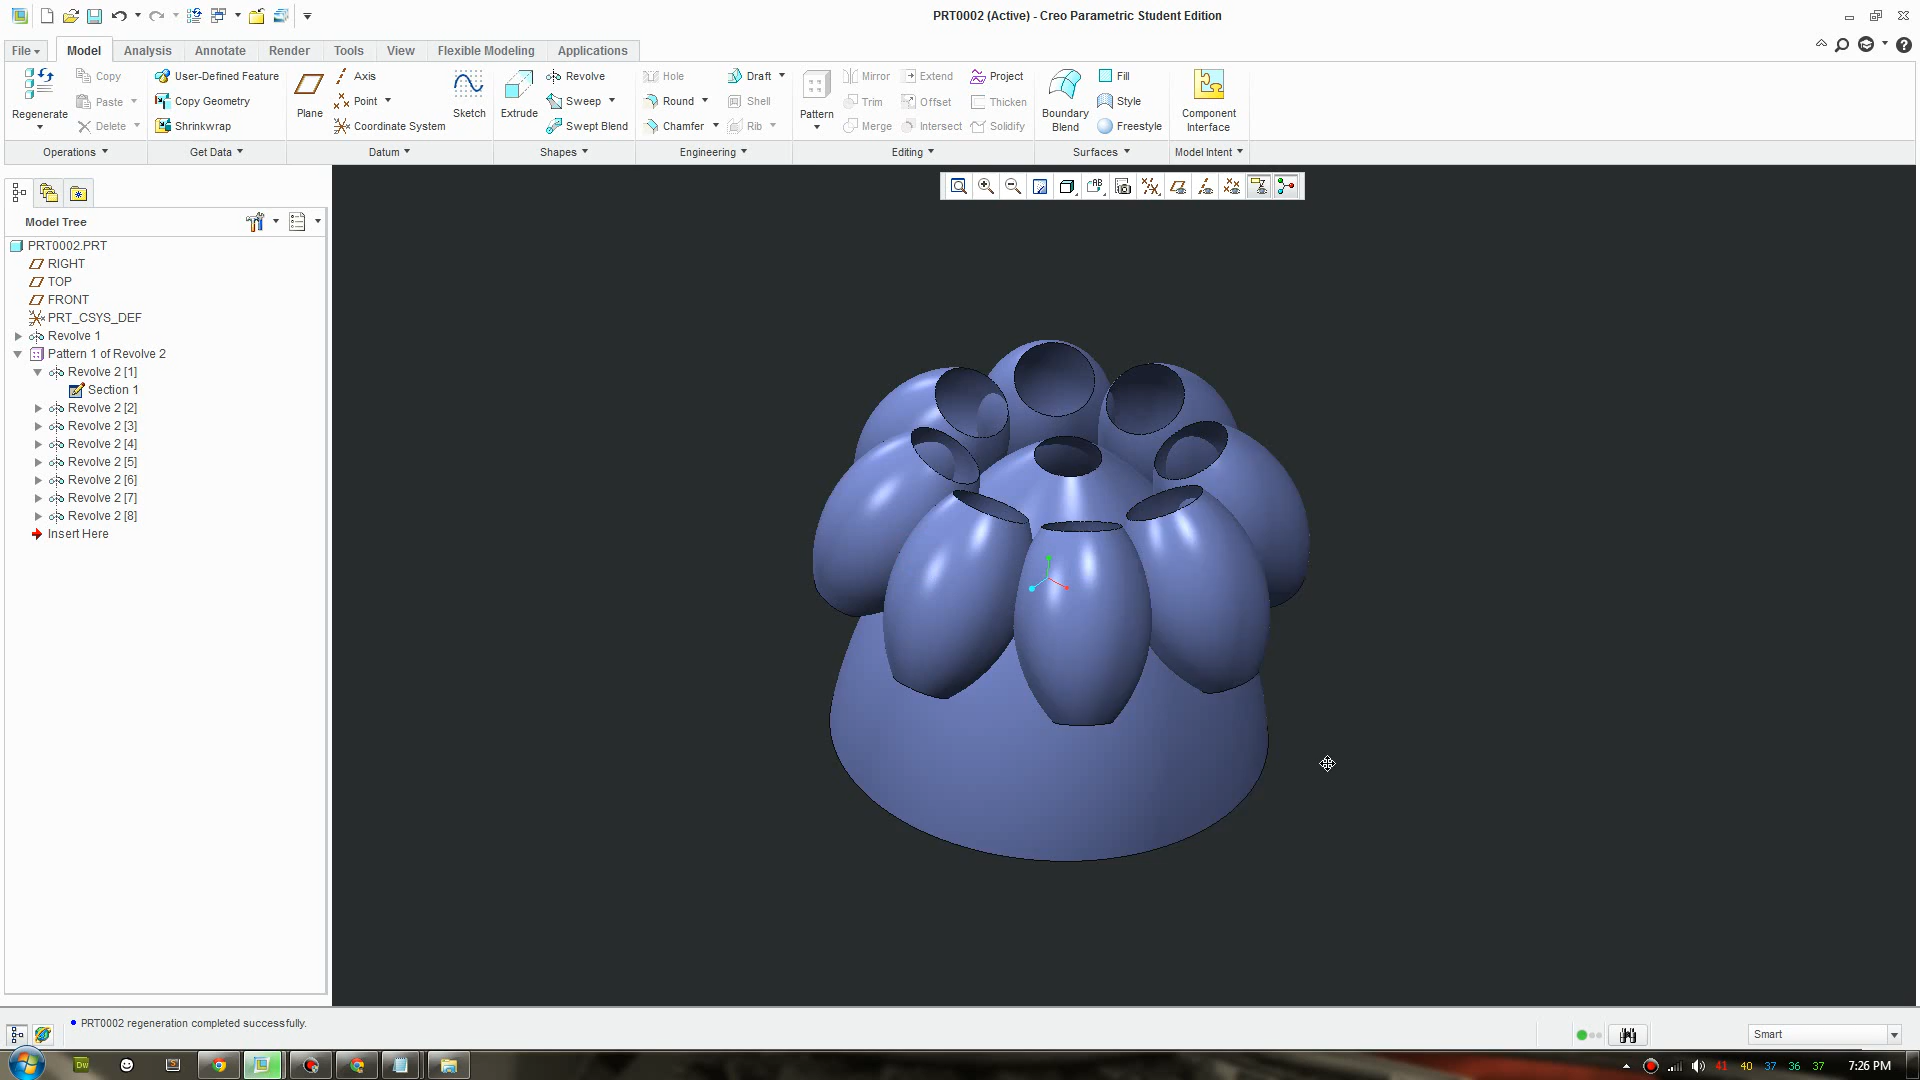 PRT0002 (Active) - Creo Parametric Student Edition
File Model Analysis Annotate Render Tools View Flexible Modeling Applications
Copy User-Defined Feature Axis Revolve Hole Draft Mirror Extend Project Fill
Paste Copy Geometry Point Sweep Round Shell Trim Offset Thicken Style
Regenerate Plane Sketch Extrude Pattern Boundary Blend Component Interface
Delete Shrinkwrap Coordinate System Swept Blend Chamfer Rib Merge Intersect Solidify Freestyle
Operations Get Data Datum Shapes Engineering Editing Surfaces Model Intent
Model Tree
PRT0002.PRT
RIGHT
TOP
FRONT
PRT_CSYS_DEF
Revolve 1
Pattern 1 of Revolve 2
Revolve 2 [1]
Section 1
Revolve 2 [2]
Revolve 2 [3]
Revolve 2 [4]
Revolve 2 [5]
Revolve 2 [6]
Revolve 2 [7]
Revolve 2 [8]
Insert Here
PRT0002 regeneration completed successfully.
Smart
Dw
41 40 37 36 37 7:26 PM